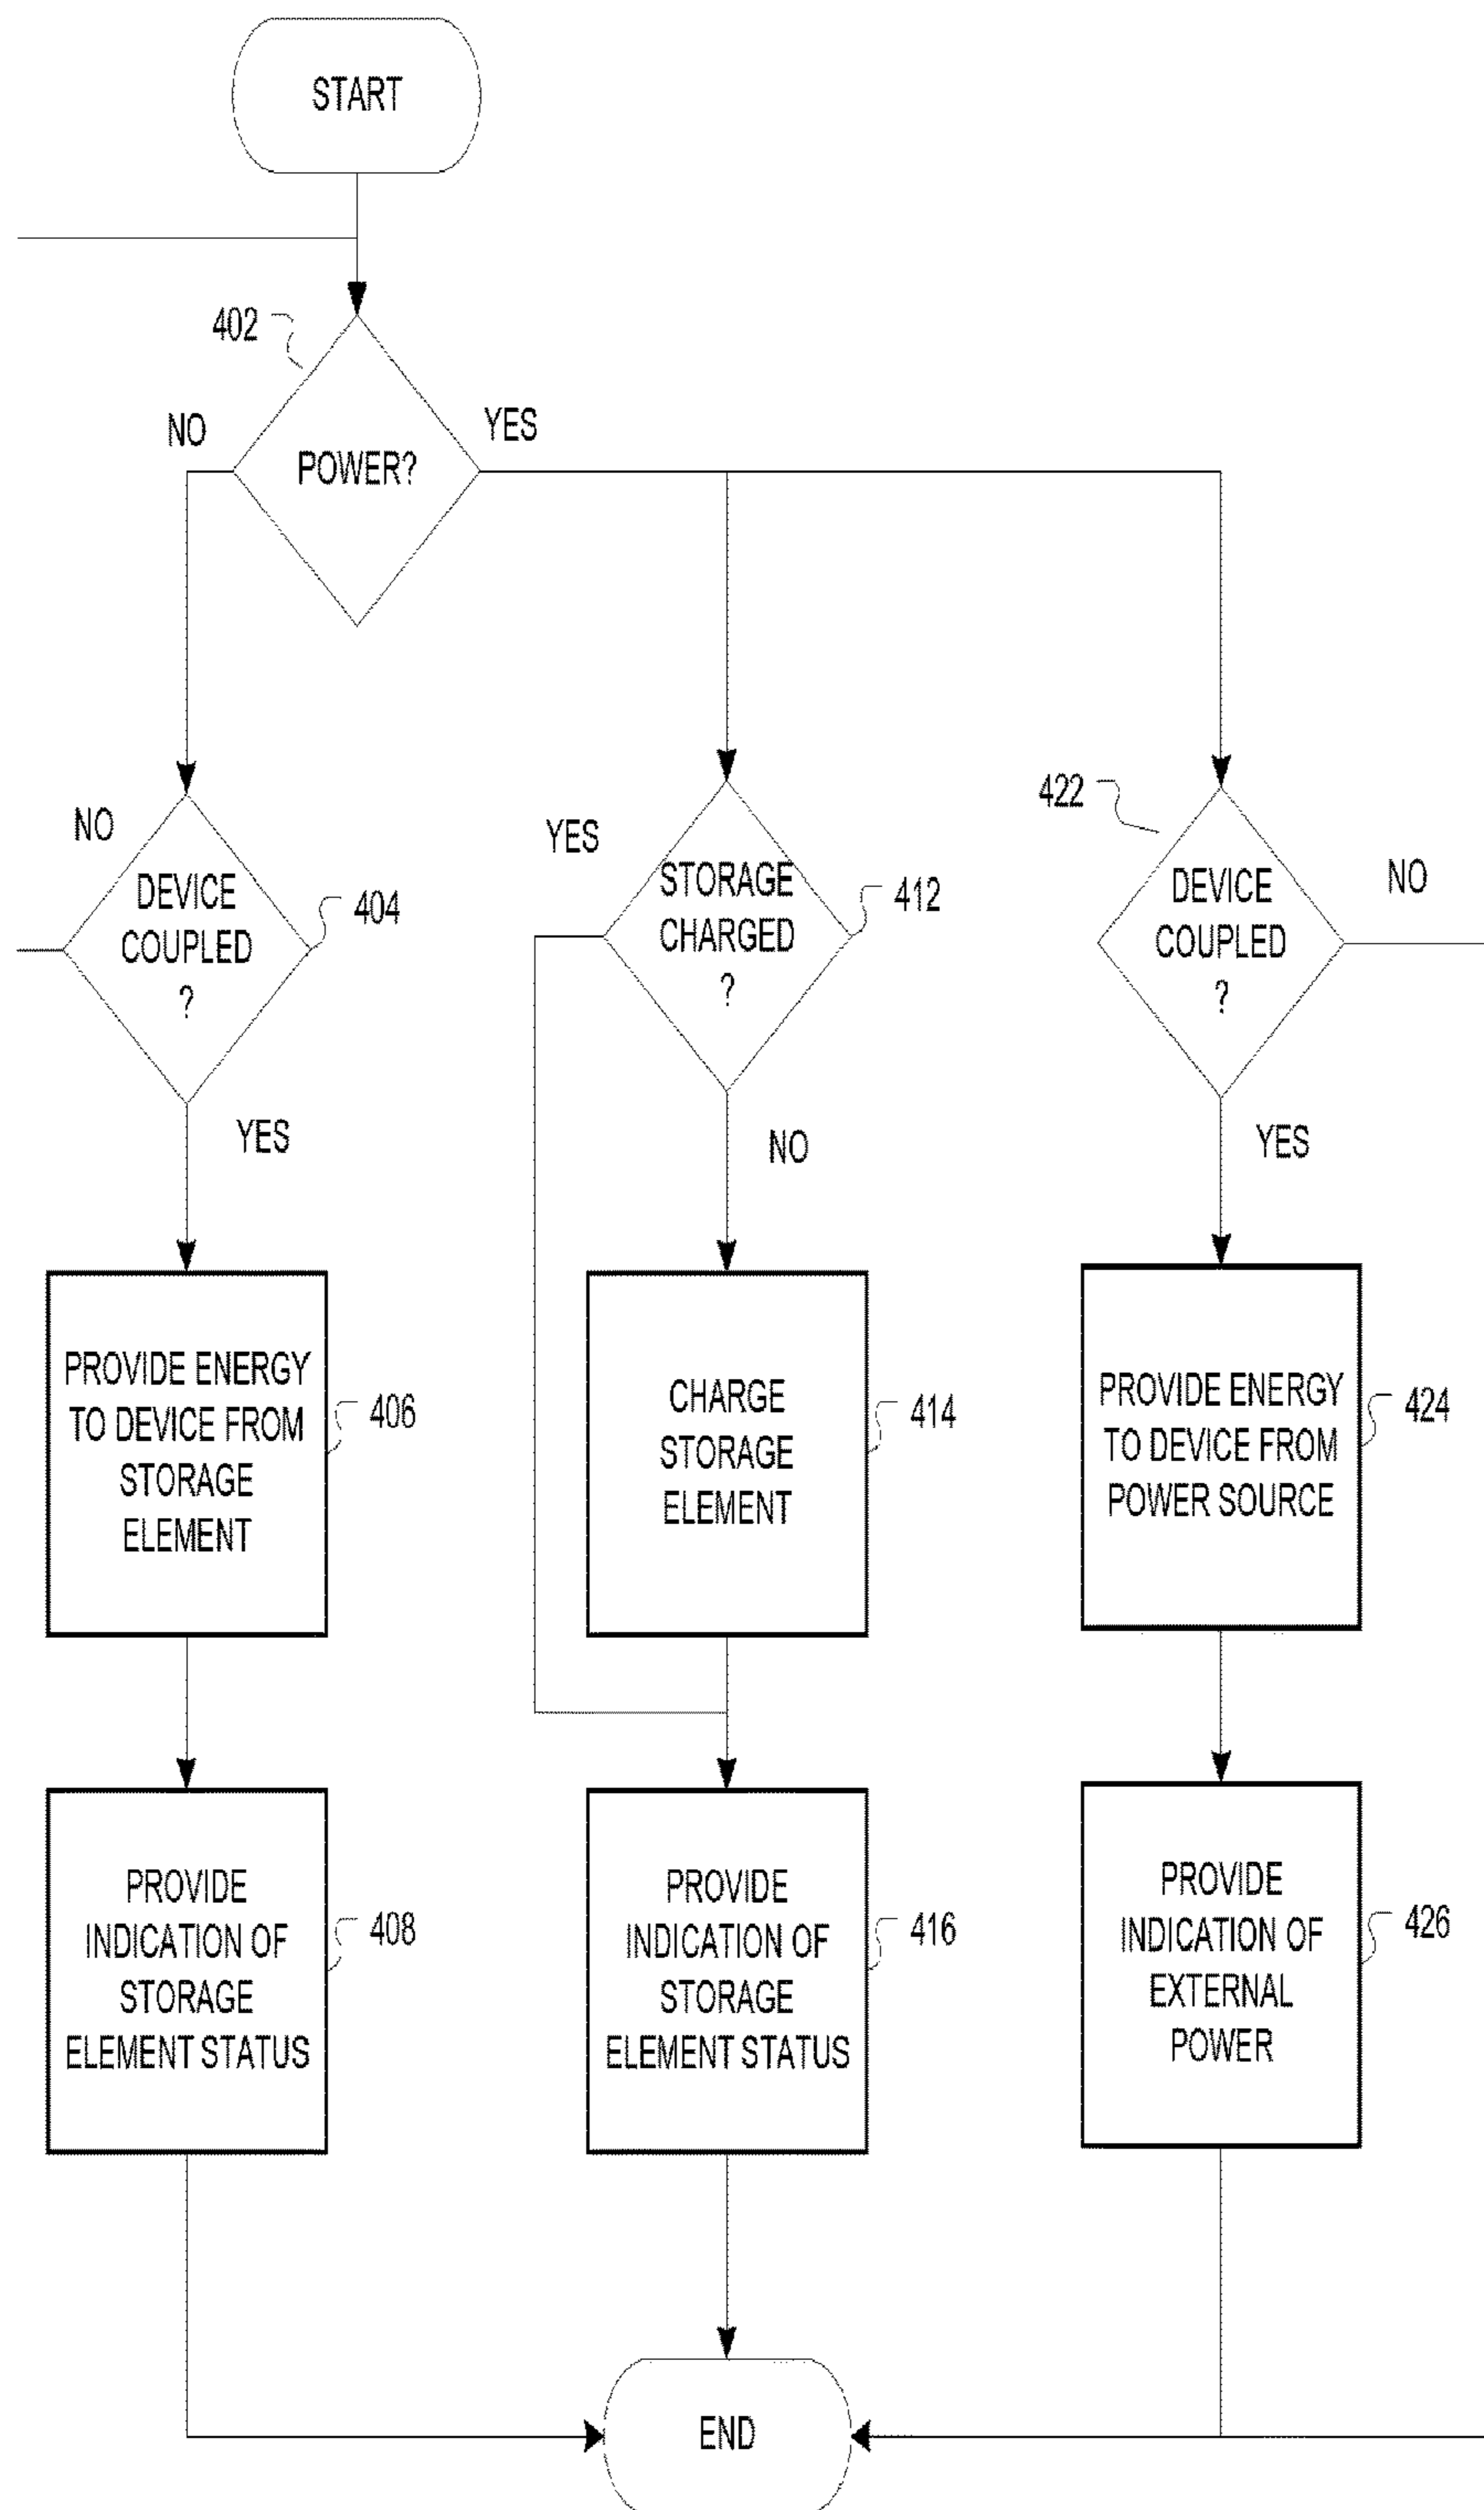 START
402
NO
YES
POWER?
NO
DEVICE
COUPLED
?
404
YES
STORAGE
CHARGED
?
412
422
DEVICE
COUPLED
?
NO
YES
NO
YES
PROVIDE ENERGY
TO DEVICE FROM
STORAGE
ELEMENT
406
CHARGE
STORAGE
ELEMENT
414
PROVIDE ENERGY
TO DEVICE FROM
POWER SOURCE
424
PROVIDE
INDICATION OF
STORAGE
ELEMENT STATUS
408
PROVIDE
INDICATION OF
STORAGE
ELEMENT STATUS
416
PROVIDE
INDICATION OF
EXTERNAL
POWER
426
END